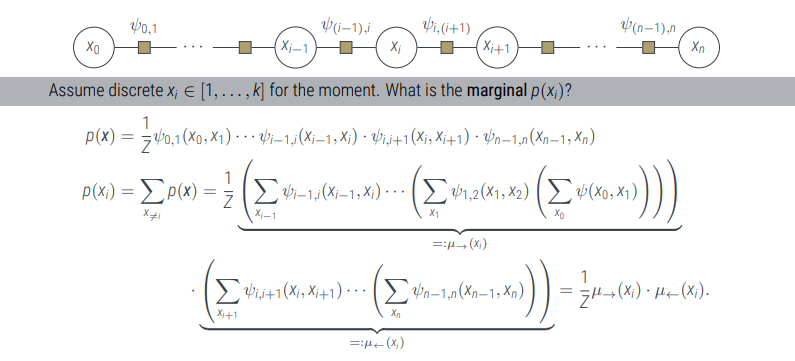 ψ₀,₁ ψ₍ᵢ₋₁₎,ᵢ ψᵢ,₍ᵢ₊₁₎ ψ₍ₙ₋₁₎,ₙ
x₀ ⋯ xᵢ₋₁ xᵢ xᵢ₊₁ ⋯ xₙ
Assume discrete xᵢ ∈ [1, . . . , k] for the moment. What is the marginal p(xᵢ)?
p(x) = 1/Z ψ₀,₁(x₀, x₁) ⋯ ψᵢ₋₁,ᵢ(xᵢ₋₁, xᵢ) · ψᵢ,ᵢ₊₁(xᵢ, xᵢ₊₁) · ψₙ₋₁,ₙ(xₙ₋₁, xₙ)
p(xᵢ) = ∑_{x≠i} p(x) = 1/Z (∑_{xᵢ₋₁} ψᵢ₋₁,ᵢ(xᵢ₋₁, xᵢ) ⋯ (∑_{x₁} ψ₁,₂(x₁, x₂) (∑_{x₀} ψ(x₀, x₁))))
=:μ→(xᵢ)
· (∑_{xᵢ₊₁} ψᵢ,ᵢ₊₁(xᵢ, xᵢ₊₁) ⋯ (∑_{xₙ} ψₙ₋₁,ₙ(xₙ₋₁, xₙ))) = 1/Z μ→(xᵢ) · μ←(xᵢ).
=:μ←(xᵢ)